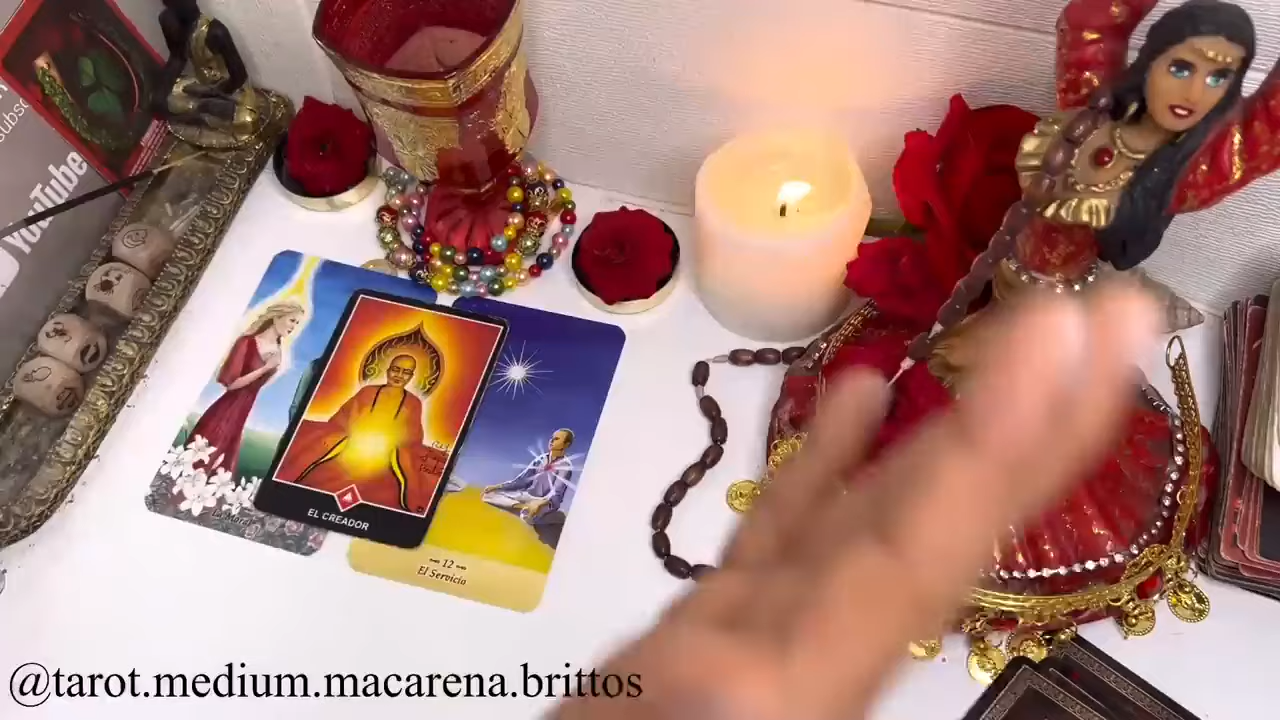 YouTube
EL CREADOR
12
El Servicio
@tarot.medium.macarena.brittos